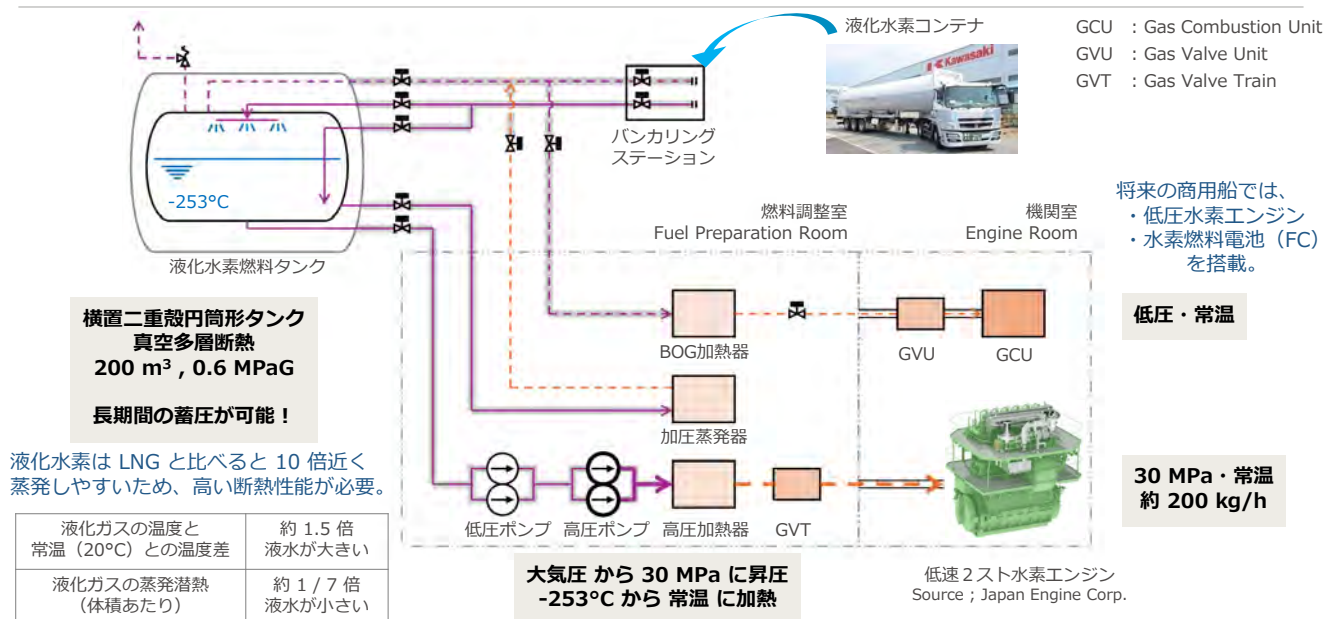 液化水素コンテナ
Kawasaki
GCU : Gas Combustion Unit
GVU : Gas Valve Unit
GVT : Gas Valve Train
バンカリング
ステーション
-253°C
液化水素燃料タンク
燃料調整室
Fuel Preparation Room
機関室
Engine Room
将来の商用船では、
・低圧水素エンジン
・水素燃料電池（FC）
を搭載。
横置二重殻円筒形タンク
真空多層断熱
200 m³ , 0.6 MPaG
長期間の蓄圧が可能！
BOG加熱器
GVU
GCU
低圧・常温
加圧蒸発器
液化水素は LNG と比べると 10 倍近く
蒸発しやすいため、高い断熱性能が必要。
低圧ポンプ
高圧ポンプ
高圧加熱器
GVT
30 MPa・常温
約 200 kg/h
液化ガスの温度と
常温（20°C）との温度差
約 1.5 倍
液水が大きい
液化ガスの蒸発潜熱
（体積あたり）
約 1 / 7 倍
液水が小さい
大気圧 から 30 MPa に昇圧
-253°C から 常温 に加熱
低速２スト水素エンジン
Source ; Japan Engine Corp.